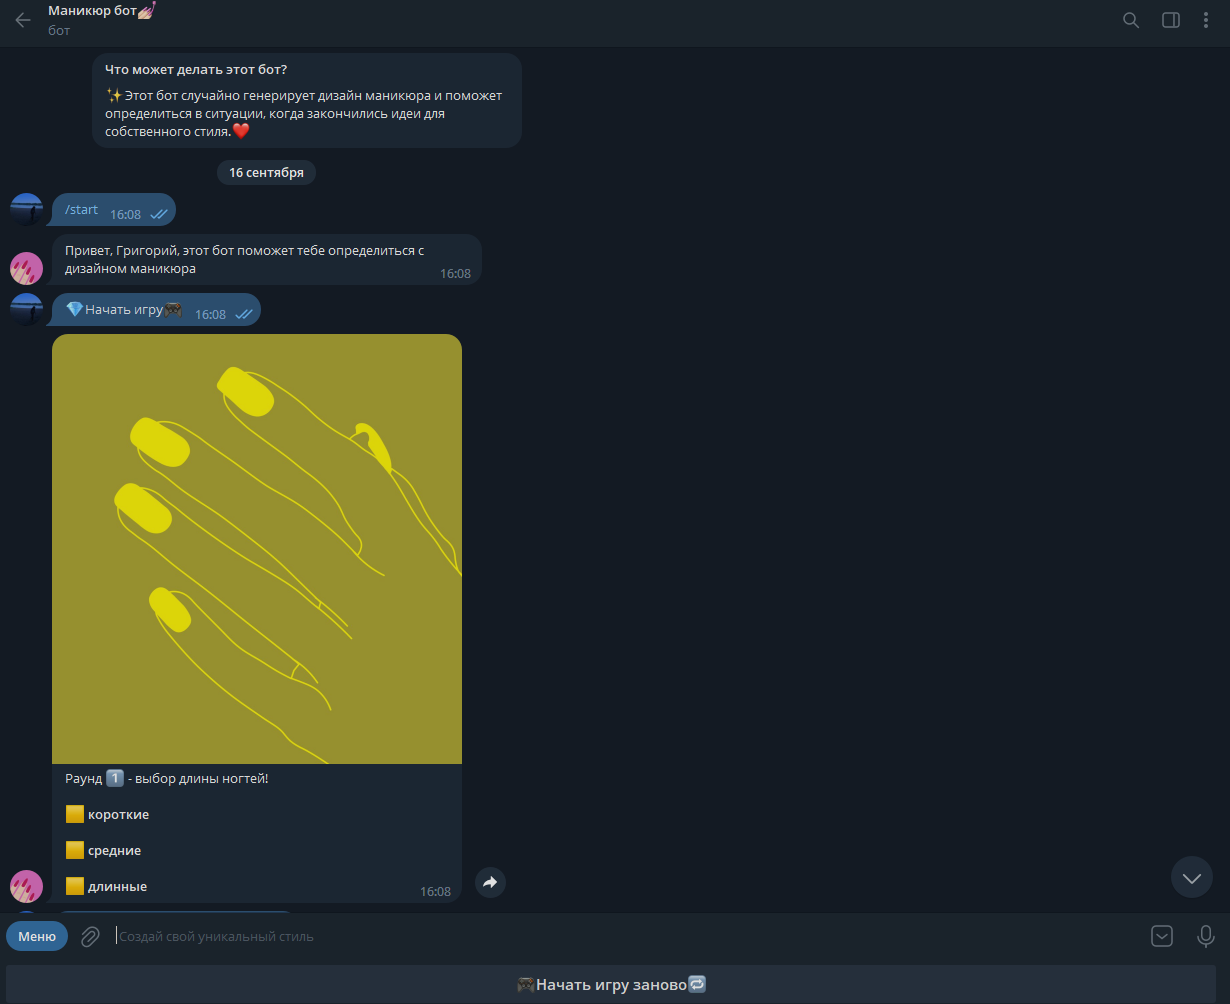 Маникюр бот💅🏼
бот
Что может делать этот бот?
✨Этот бот случайно генерирует дизайн маникюра и поможет
определиться в ситуации, когда закончились идеи для
собственного стиля.❤️
16 сентября
/start 16:08
Привет, Григорий, этот бот поможет тебе определиться с
дизайном маникюра
16:08
💎Начать игру🎮 16:08
Раунд 1️⃣ - выбор длины ногтей!
🟨 короткие
🟨 средние
🟨 длинные
16:08
Меню
Создай свой уникальный стиль
🎮Начать игру заново🔁